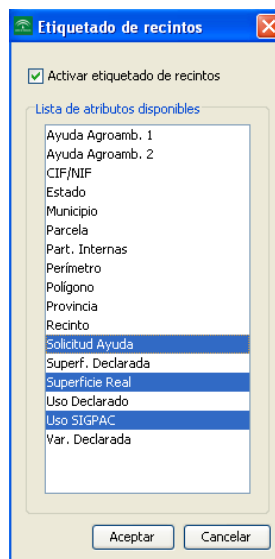 Etiquetado de recintos
Activar etiquetado de recintos
Lista de atributos disponibles
Ayuda Agroamb. 1
Ayuda Agroamb. 2
CIF/NIF
Estado
Municipio
Parcela
Part. Internas
Perímetro
Polígono
Provincia
Recinto
Solicitud Ayuda
Superf. Declarada
Superficie Real
Uso Declarado
Uso SIGPAC
Var. Declarada
Aceptar Cancelar